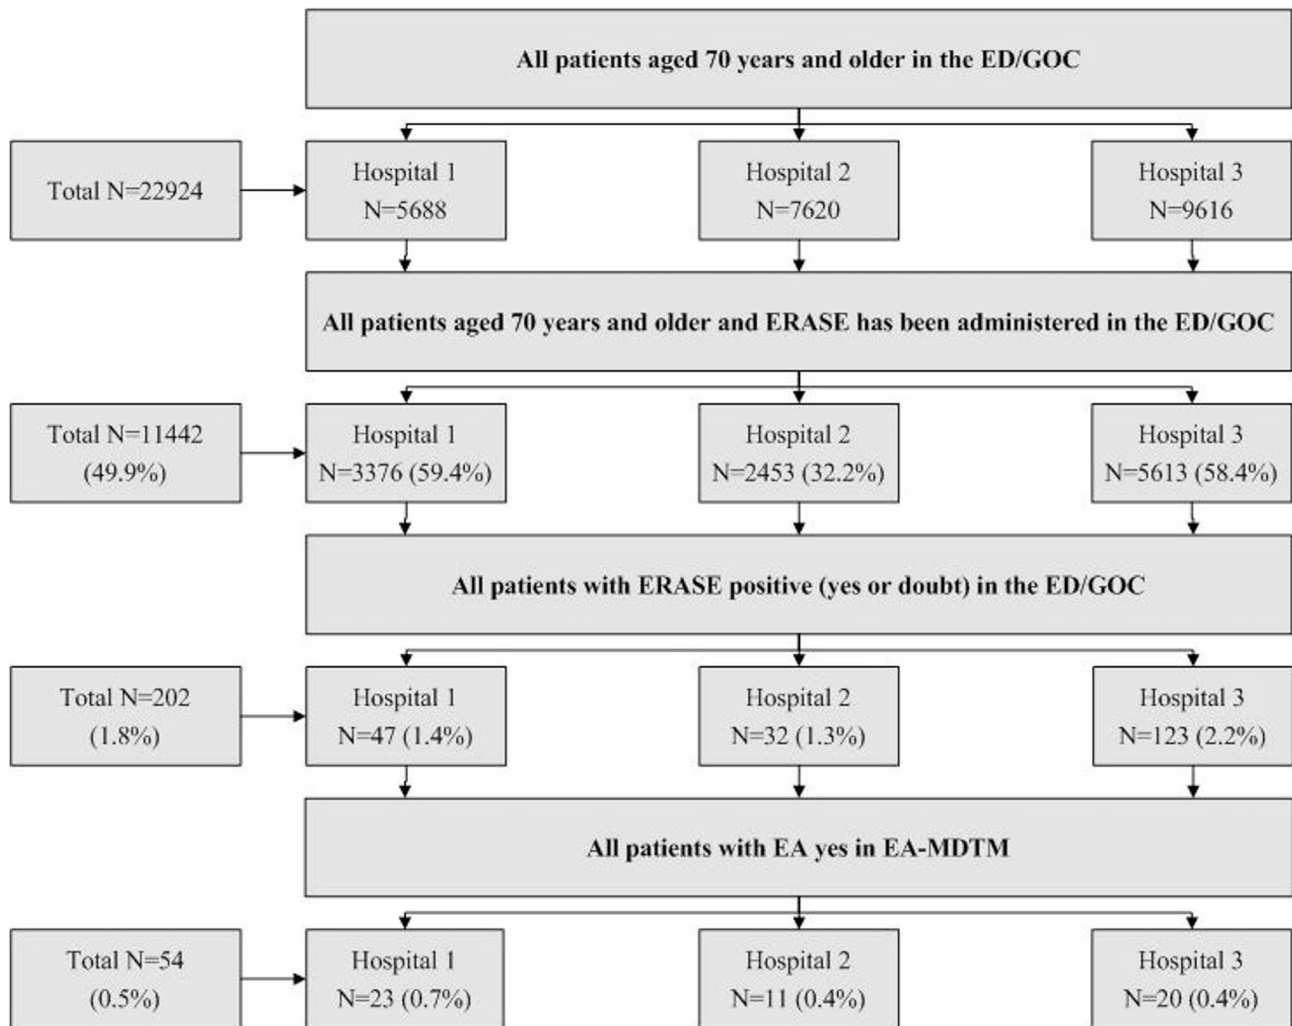 All patients aged 70 years and older in the ED/GOC
Total N=22924
Hospital 1
N=5688
Hospital 2
N=7620
Hospital 3
N=9616
All patients aged 70 years and older and ERASE has been administered in the ED/GOC
Total N=11442
(49.9%)
Hospital 1
N=3376 (59.4%)
Hospital 2
N=2453 (32.2%)
Hospital 3
N=5613 (58.4%)
All patients with ERASE positive (yes or doubt) in the ED/GOC
Total N=202
(1.8%)
Hospital 1
N=47 (1.4%)
Hospital 2
N=32 (1.3%)
Hospital 3
N=123 (2.2%)
All patients with EA yes in EA-MDTM
Total N=54
(0.5%)
Hospital 1
N=23 (0.7%)
Hospital 2
N=11 (0.4%)
Hospital 3
N=20 (0.4%)